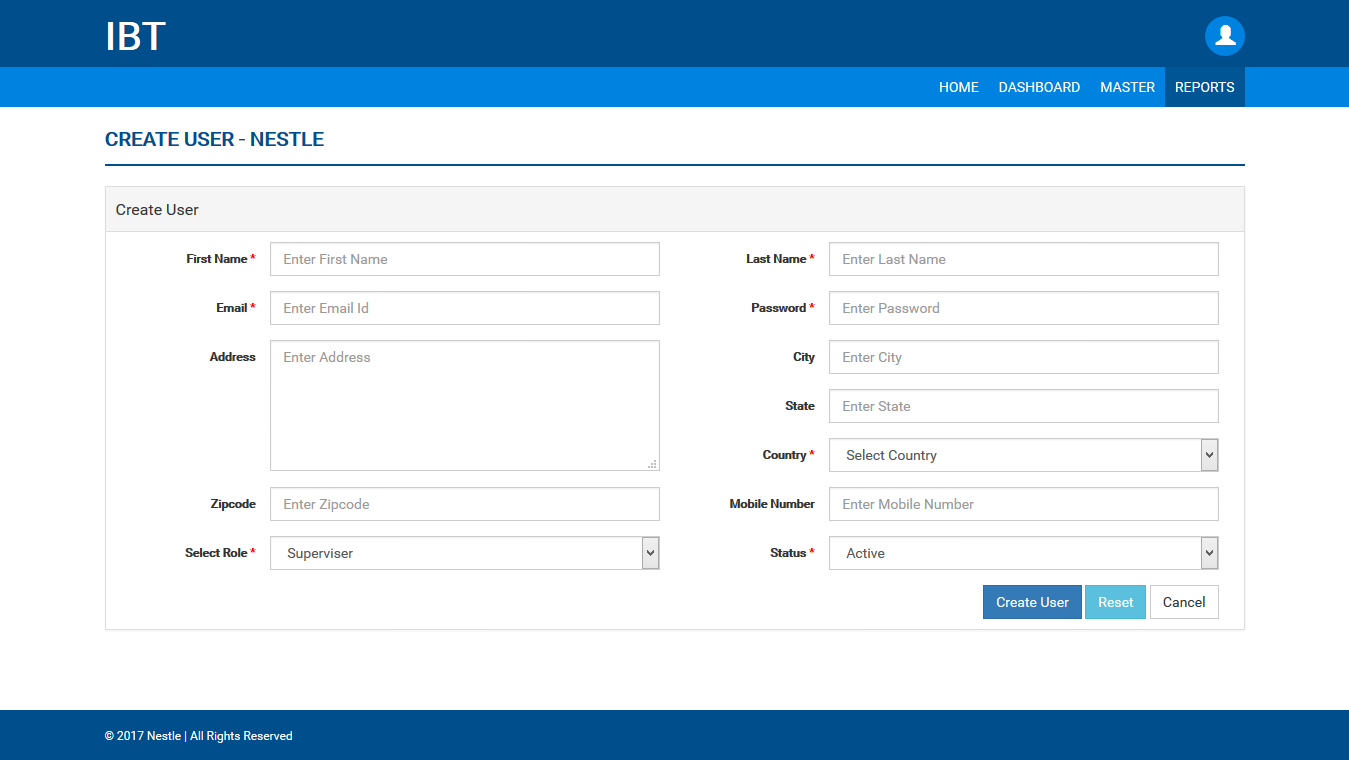 IBT
HOME DASHBOARD MASTER REPORTS
CREATE USER - NESTLE
Create User
First Name * Enter First Name
Last Name * Enter Last Name
Email * Enter Email Id
Password * Enter Password
Address Enter Address
City Enter City
State Enter State
Country * Select Country
Zipcode Enter Zipcode
Mobile Number Enter Mobile Number
Select Role * Superviser
Status * Active
Create User Reset Cancel
© 2017 Nestle | All Rights Reserved